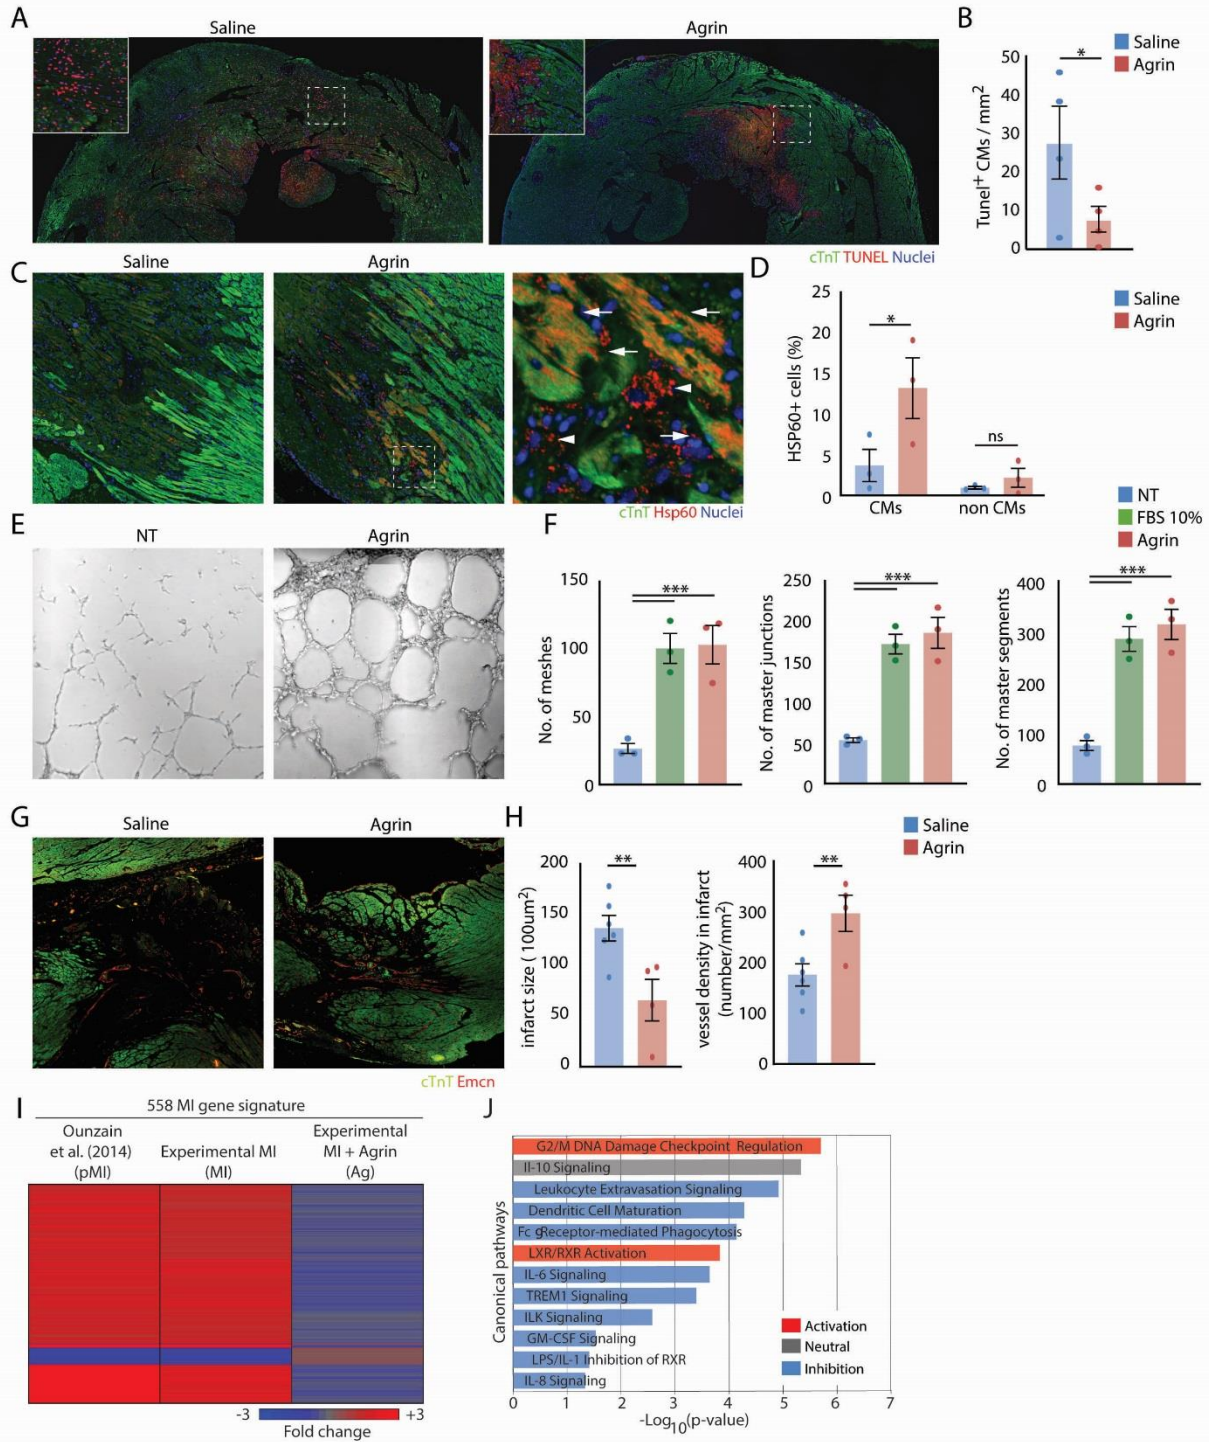 A
Saline
Agrin
cTnT TUNEL Nuclei
B
Saline
Agrin
*
Tunel+ CMs / mm2
50
40
30
20
10
0
C
Saline
Agrin
cTnT Hsp60 Nuclei
D
Saline
Agrin
HSP60+ cells (%)
25
20
15
10
5
0
*
ns
CMs
non CMs
E
NT
Agrin
F
NT
FBS 10%
Agrin
No. of meshes
150
100
50
0
***
No. of master junctions
250
200
150
100
50
0
***
No. of master segments
400
300
400
100
0
***
G
Saline
Agrin
cTnT Emcn
H
Saline
Agrin
infarct size ( 100um2)
200
150
100
50
0
**
vessel density in infarct
(number/mm2)
400
300
200
100
0
**
I
558 MI gene signature
Ounzain
et al. (2014)
(pMI)
Experimental MI
(MI)
Experimental
MI + Agrin
(Ag)
-3
+3
Fold change
J
Canonical pathways
G2/M DNA Damage Checkpoint Regulation
Il-10 Signaling
Leukocyte Extravasation Signaling
Dendritic Cell Maturation
Fc gReceptor-mediated Phagocytosis
LXR/RXR Activation
IL-6 Signaling
TREM1 Signaling
ILK Signaling
GM-CSF Signaling
LPS/IL-1 Inhibition of RXR
IL-8 Signaling
Activation
Neutral
Inhibition
0 1 2 3 4 5 6 7
-Log10(p-value)